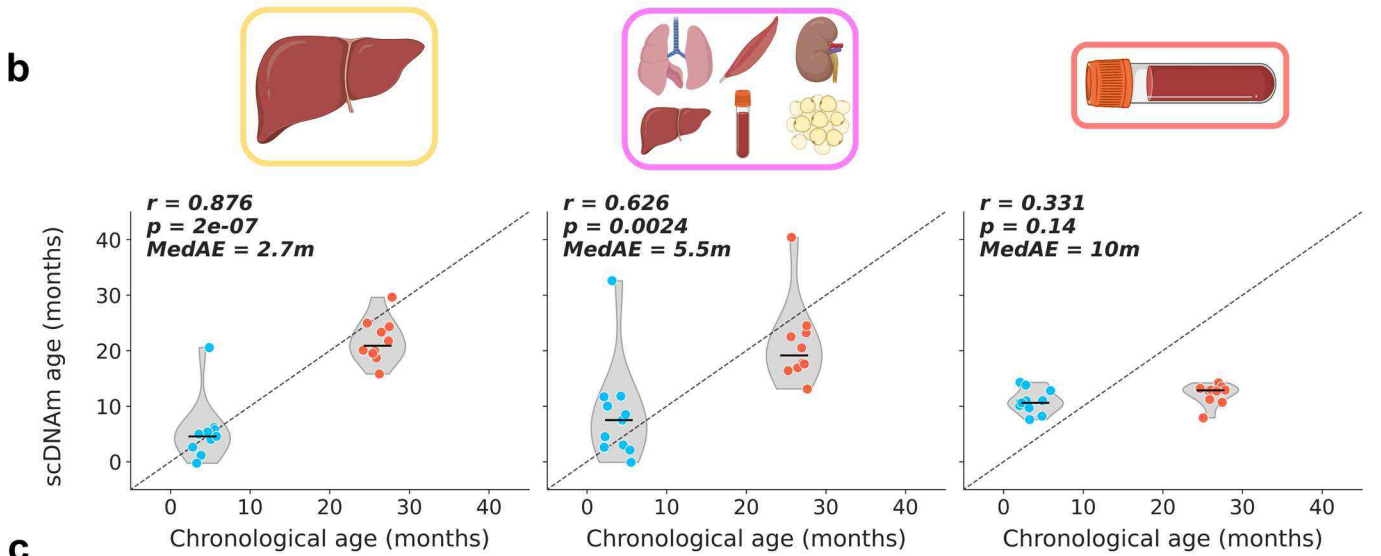 b
r = 0.876
p = 2e-07
MedAE = 2.7m
r = 0.626
p = 0.0024
MedAE = 5.5m
r = 0.331
p = 0.14
MedAE = 10m
scDNAm age (months)
40
30
20
10
0
0 10 20 30 40
0 10 20 30 40
0 10 20 30 40
Chronological age (months)
Chronological age (months)
Chronological age (months)
c